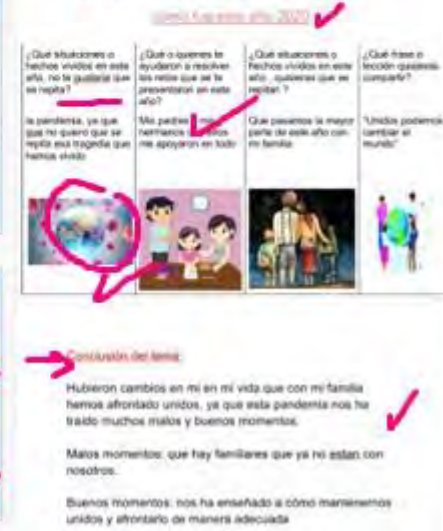 año 2020
¿Qué situaciones o
hechos vividos en este
año, no te gustaría que
se repita?
la pandemia, ya que
que no quiero que se
repita esa tragedia que
hemos vivido
¿Qué o quienes te
ayudaron a resolver
los retos que se te
presentaron en este
año?
Mis padres
hermanos
me apoyaron en todo
¿Qué situaciones o
hechos vividos en este
año, quisieras que se
repitan ?
Que pasamos la mayor
parte de este año con
mi familia
¿Qué frase o
lección quisieras
compartir?
"Unidos podemos
cambiar el
mundo"
Conclusión del tema:
Hubieron cambios en mi en mi vida que con mi familia
hemos afrontado unidos, ya que esta pandemia nos ha
traído muchos malos y buenos momentos.
Malos momentos: que hay familiares que ya no estan con
nosotros.
Buenos momentos: nos ha enseñado a cómo mantenernos
unidos y afrontarlo de manera adecuada